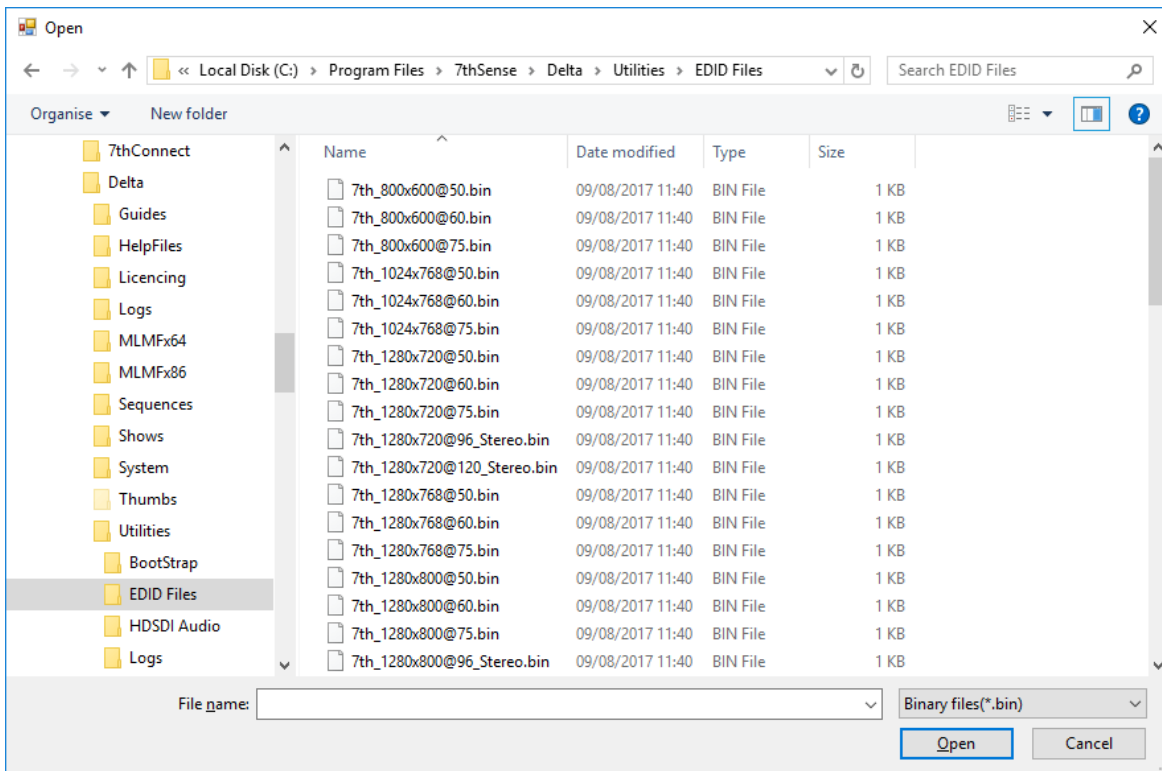 Open
« Local Disk (C:) > Program Files > 7thSense > Delta > Utilities > EDID Files
Search EDID Files
Organise
New folder
7thConnect
Delta
Guides
HelpFiles
Licencing
Logs
MLMFx64
MLMFx86
Sequences
Shows
System
Thumbs
Utilities
BootStrap
EDID Files
HDSDI Audio
Logs
Name Date modified Type Size
7th_800x600@50.bin 09/08/2017 11:40 BIN File 1 KB
7th_800x600@60.bin 09/08/2017 11:40 BIN File 1 KB
7th_800x600@75.bin 09/08/2017 11:40 BIN File 1 KB
7th_1024x768@50.bin 09/08/2017 11:40 BIN File 1 KB
7th_1024x768@60.bin 09/08/2017 11:40 BIN File 1 KB
7th_1024x768@75.bin 09/08/2017 11:40 BIN File 1 KB
7th_1280x720@50.bin 09/08/2017 11:40 BIN File 1 KB
7th_1280x720@60.bin 09/08/2017 11:40 BIN File 1 KB
7th_1280x720@75.bin 09/08/2017 11:40 BIN File 1 KB
7th_1280x720@96_Stereo.bin 09/08/2017 11:40 BIN File 1 KB
7th_1280x720@120_Stereo.bin 09/08/2017 11:40 BIN File 1 KB
7th_1280x768@50.bin 09/08/2017 11:40 BIN File 1 KB
7th_1280x768@60.bin 09/08/2017 11:40 BIN File 1 KB
7th_1280x768@75.bin 09/08/2017 11:40 BIN File 1 KB
7th_1280x800@50.bin 09/08/2017 11:40 BIN File 1 KB
7th_1280x800@60.bin 09/08/2017 11:40 BIN File 1 KB
7th_1280x800@75.bin 09/08/2017 11:40 BIN File 1 KB
7th_1280x800@96_Stereo.bin 09/08/2017 11:40 BIN File 1 KB
File name:
Binary files(*.bin)
Open
Cancel